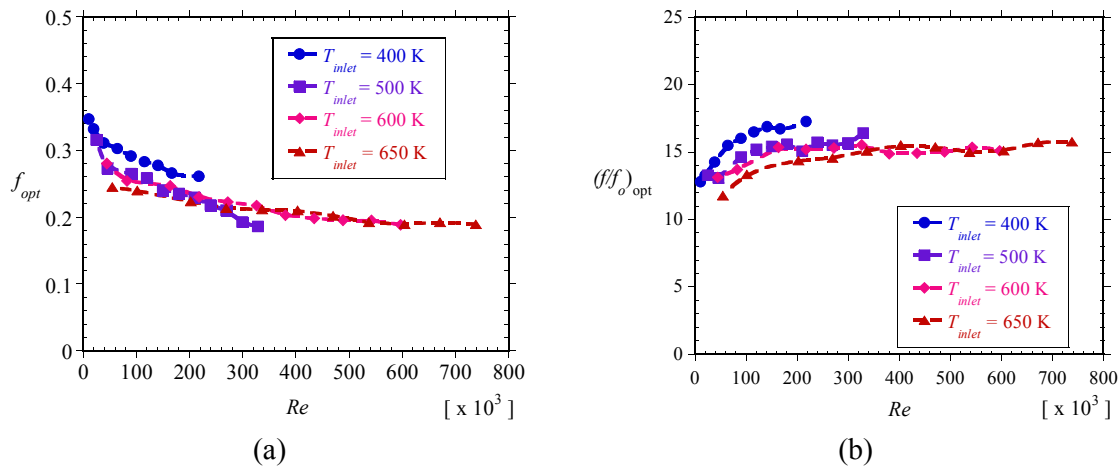 0.5
0.4
0.3
0.2
0.1
0
f_opt
T_inlet = 400 K
T_inlet = 500 K
T_inlet = 600 K
T_inlet = 650 K
0 100 200 300 400 500 600 700 800
Re [ x 10^3 ]
(a)
25
20
15
10
5
0
(f/f_o)_opt
T_inlet = 400 K
T_inlet = 500 K
T_inlet = 600 K
T_inlet = 650 K
0 100 200 300 400 500 600 700 800
Re [ x 10^3 ]
(b)